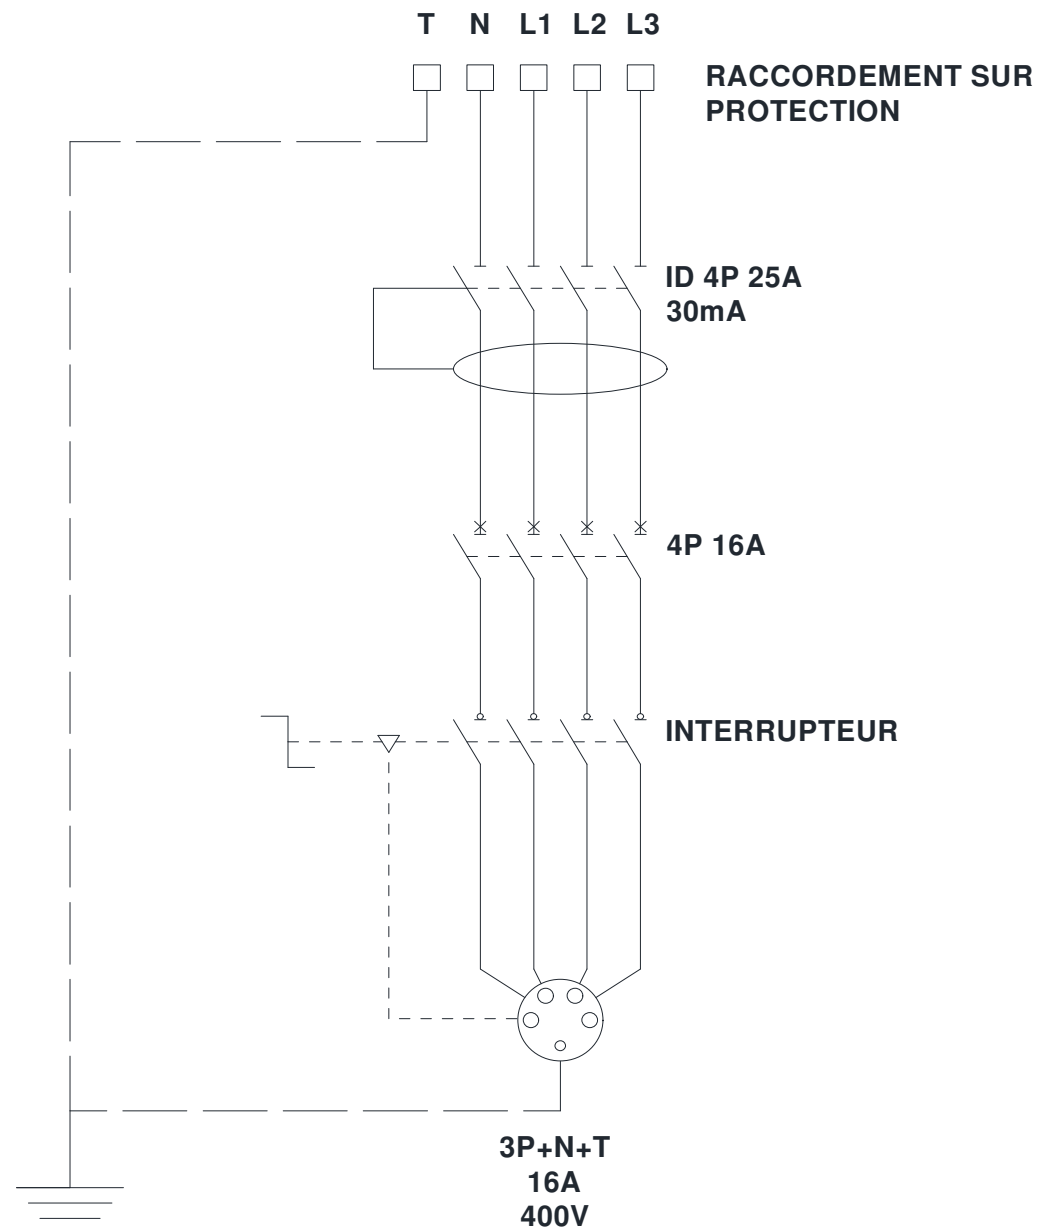 T N L1 L2 L3
RACCORDEMENT SUR
PROTECTION
ID 4P 25A
30mA
4P 16A
INTERRUPTEUR
3P+N+T
16A
400V